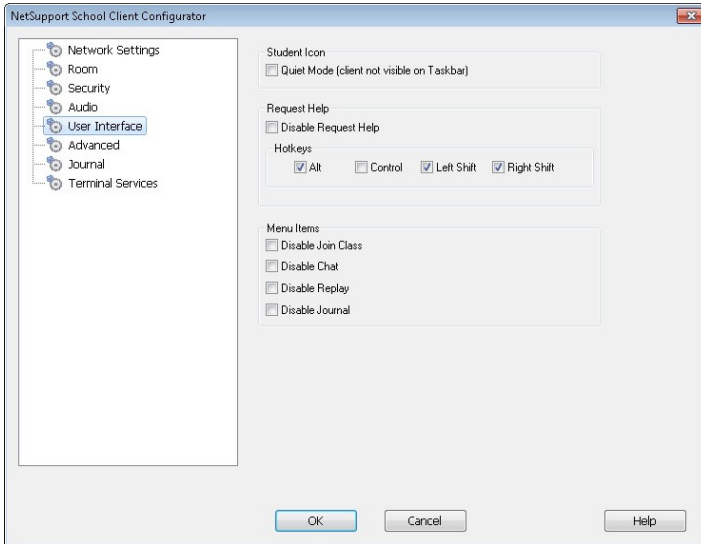 NetSupport School Client Configurator
Network Settings
Room
Security
Audio
User Interface
Advanced
Journal
Terminal Services
Student Icon
Quiet Mode (client not visible on Taskbar)
Request Help
Disable Request Help
Hotkeys
Alt Control Left Shift Right Shift
Menu Items
Disable Join Class
Disable Chat
Disable Replay
Disable Journal
OK Cancel Help